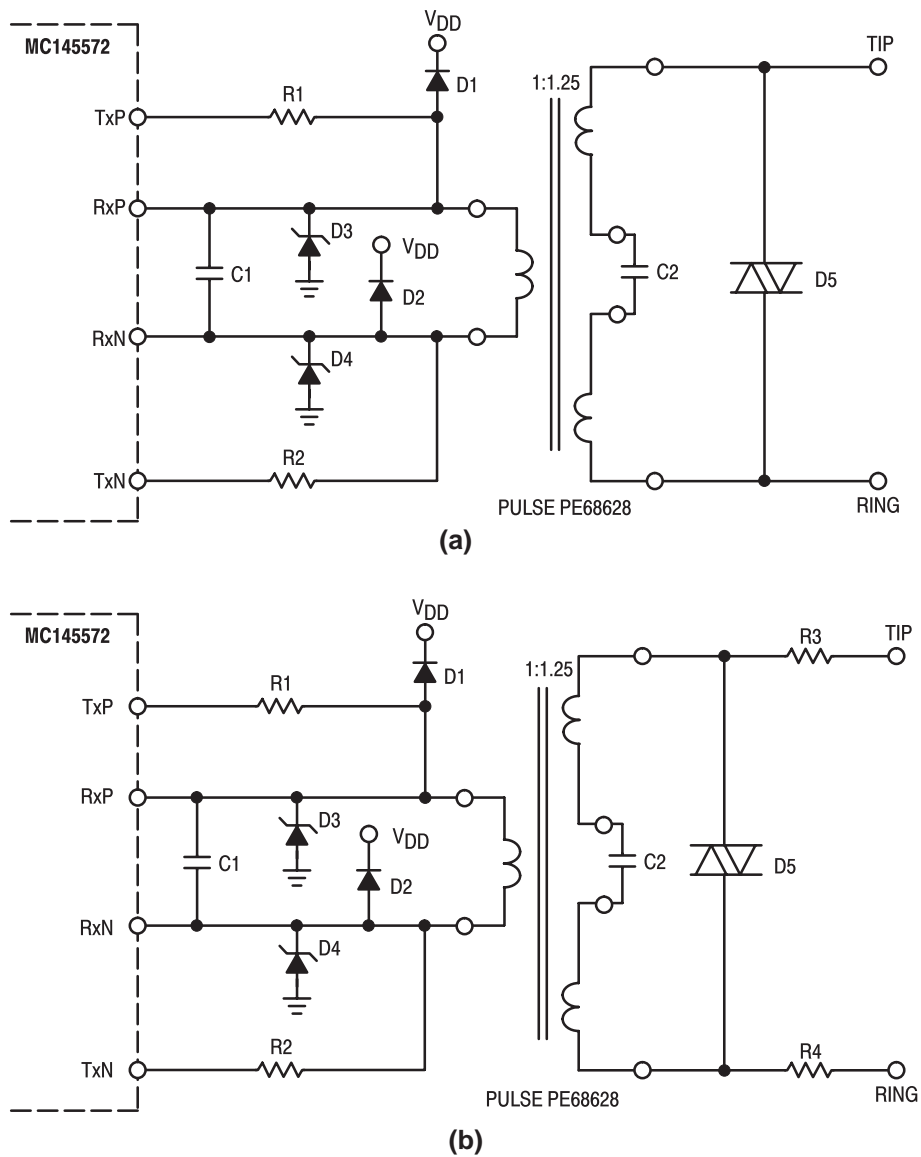 VDD
MC145572
D1
TIP
1:1.25
R1
TxP
RxP
D3
VDD
C1
D2
C2
D5
RxN
D4
R2
TxN
PULSE PE68628
RING
(a)
VDD
MC145572
R3
TIP
D1
1:1.25
R1
TxP
RxP
D3
VDD
C1
D2
C2
D5
RxN
D4
R2
R4
TxN
RING
PULSE PE68628
(b)